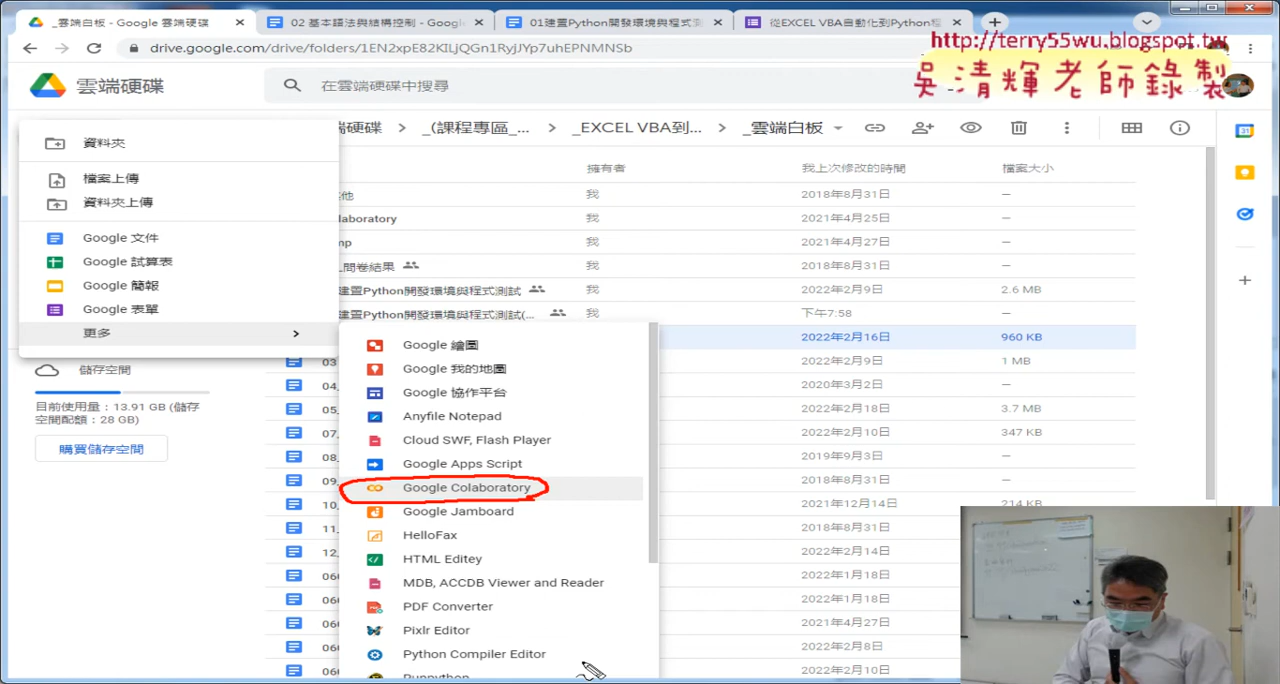 _雲端白板 - Google 雲端硬碟
02 基本語法與結構控制 - Googl
01建置Python開發環境與程式測
從EXCEL VBA自動化到Python程
drive.google.com/drive/folders/1EN2xpE82KILJQGn1RyjJYp7uhEPNMNSb
http://terry55wu.blogspot.tw
吳清輝老師錄製
雲端硬碟
在雲端硬碟中搜尋
端硬碟 > _(課程專區_... > _EXCEL VBA到... > _雲端白板
擁有者 我上次修改的時間 檔案大小
資料夾
檔案上傳
資料夾上傳
Google 文件
Google 試算表
Google 簡報
Google 表單
更多
他 我 2018年8月31日 —
laboratory 我 2021年4月25日 —
mp 我 2021年4月27日 —
_問卷結果 我 2018年8月31日 —
建置Python開發環境與程式測試 我 2022年2月9日 2.6 MB
建置Python開發環境與程式測試(... 我 下午7:58 —
2022年2月16日 960 KB
03 2022年2月9日 1 MB
04 2020年3月2日 —
05 2022年2月18日 3.7 MB
07 2022年2月10日 347 KB
08 2019年9月3日 —
09 2018年8月31日 —
10 2021年12月14日 214 KB
11 2018年8月31日
12 2022年2月14日
06 2022年1月18日
06 2022年1月18日
06 2021年4月27日
06 2022年2月8日
06 2022年2月10日
儲存空間
目前使用量：13.91 GB (儲存
空間配額：28 GB)
購買儲存空間
Google 繪圖
Google 我的地圖
Google 協作平台
Anyfile Notepad
Cloud SWF, Flash Player
Google Apps Script
Google Colaboratory
Google Jamboard
HelloFax
HTML Editey
MDB, ACCDB Viewer and Reader
PDF Converter
Pixlr Editor
Python Compiler Editor